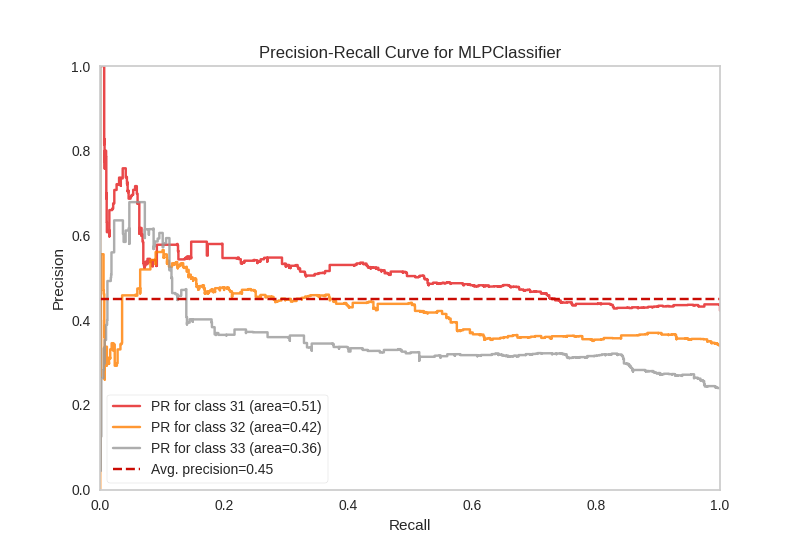 Precision-Recall Curve for MLPClassifier
1.0
0.8
0.6
0.4
0.2
0.0
Precision
PR for class 31 (area=0.51)
PR for class 32 (area=0.42)
PR for class 33 (area=0.36)
Avg. precision=0.45
0.0 0.2 0.4 0.6 0.8 1.0
Recall